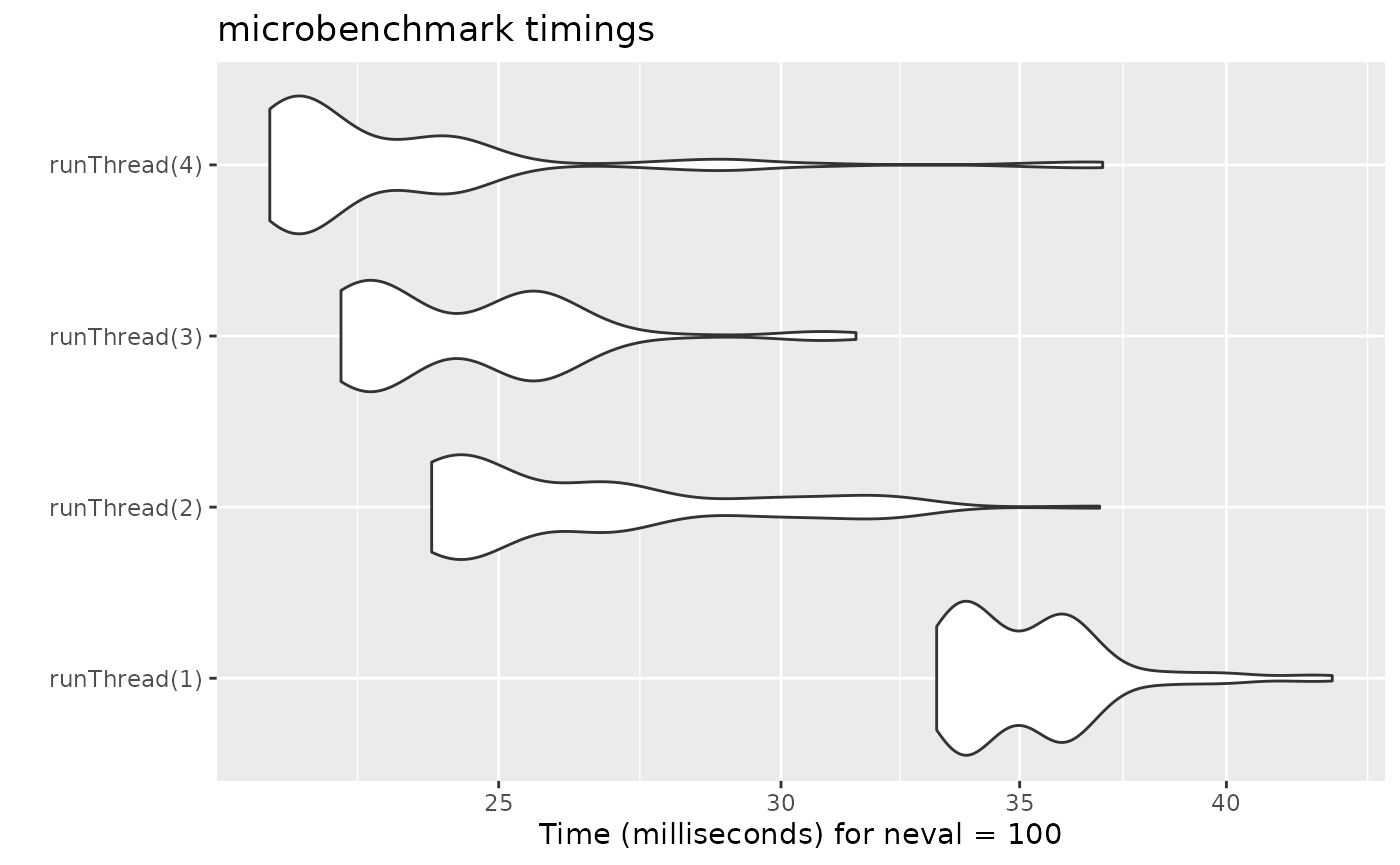 microbenchmark timings
runThread(4)
runThread(3)
runThread(2)
runThread(1)
25 30 35 40
Time (milliseconds) for neval = 100